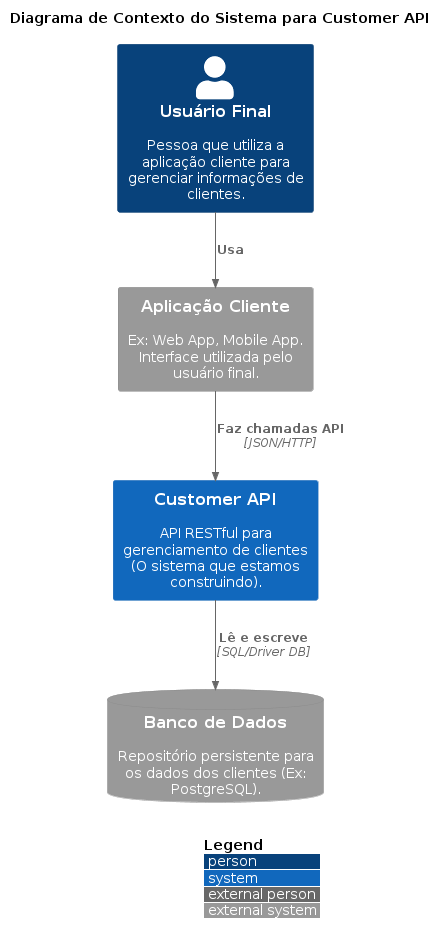 Diagrama de Contexto do Sistema para Customer API
Usuário Final
Pessoa que utiliza a
aplicação cliente para
gerenciar informações de
clientes.
Usa
Aplicação Cliente
Ex: Web App, Mobile App.
Interface utilizada pelo
usuário final.
Faz chamadas API
[JSON/HTTP]
Customer API
API RESTful para
gerenciamento de clientes
(O sistema que estamos
construindo).
Lê e escreve
[SQL/Driver DB]
Banco de Dados
Repositório persistente para
os dados dos clientes (Ex:
PostgreSQL).
Legend
person
system
external person
external system